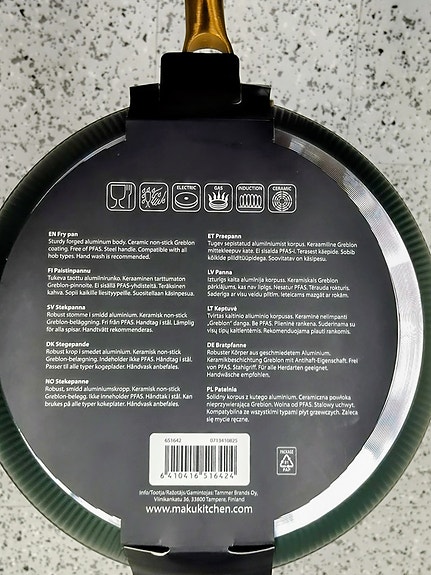 ELECTRIC
GAS
INDUCTION
CERAMIC
EN Fry pan
Sturdy forged aluminum body. Ceramic non-stick Greblon
coating. Free of PFAS. Steel handle. Compatible with all
hob types. Hand wash is recommended.
FI Paistinpannu
Tukeva taottu alumiinirunko. Keraaminen tarttumaton
Greblon-pinnoite. Ei sisällä PFAS-yhdisteitä. Teräksinen
kahva. Sopii kaikille liesityypeille. Suositellaan käsinpesua.
SV Stekpanna
Robust stomme i smidd aluminium. Keramisk non-stick
Greblon-beläggning. Fri från PFAS. Handtag i stål. Lämplig
för alla spisar. Handtvätt rekommenderas.
DK Stegepande
Robust krop i smedet aluminium. Keramisk non-stick
Greblon-belægning. Indeholder ikke PFAS. Håndtag i stål.
Passer til alle typer kogeplader. Håndvask anbefales.
NO Stekepanne
Robust, smidd aluminiumskropp. Keramisk non-stick
Greblon-belegg. Inneholder ikke PFAS. Håndtak i stål. Kan
brukes på alle typer kokeplater. Håndvask anbefales.
ET Praepann
Tugev sepistatud alumiiniumist korpus. Keraamiline Greblon
mittekleepuv kate. Ei sisalda PFAS-i. Terasest käepide. Sobib
kõikide pliiditüüpidega. Soovitatav on käsipesu.
LV Panna
Izturīgs kalta alumīnija korpuss. Keramiskais Greblon
pārklājums, kas nav lipīgs. Nesatur PFAS. Tērauda rokturis.
Saderīga ar visu veidu plītīm. Ieteicams mazgāt ar rokām.
LT Keptuvė
Tvirtas kaltinio aliuminio korpusas. Keraminė nelimpanti
„Greblon“ danga. Be PFAS. Plieninė rankena. Suderinama su
visų tipų kaitlentėmis. Rekomenduojama plauti rankomis.
DE Bratpfanne
Robuster Körper aus geschmiedetem Aluminium.
Keramikbeschichtung Greblon mit Antihaft-Eigenschaft. Frei
von PFAS. Stahlgriff. Für alle Herdarten geeignet.
Handwäsche empfohlen.
PL Patelnia
Solidny korpus z kutego aluminium. Ceramiczna powłoka
nieprzywierająca Greblon. Wolna od PFAS. Stalowy uchwyt.
Kompatybilna ze wszystkimi typami płyt grzewczych. Zaleca
się mycie ręczne.
651642 0713410825
6 410416 516424
PACKAGE
21
PAP
Info/Tootja/Ražotājs/Gamintojas: Tammer Brands Oy,
Viinikankatu 36, 33800 Tampere, Finland
www.makukitchen.com